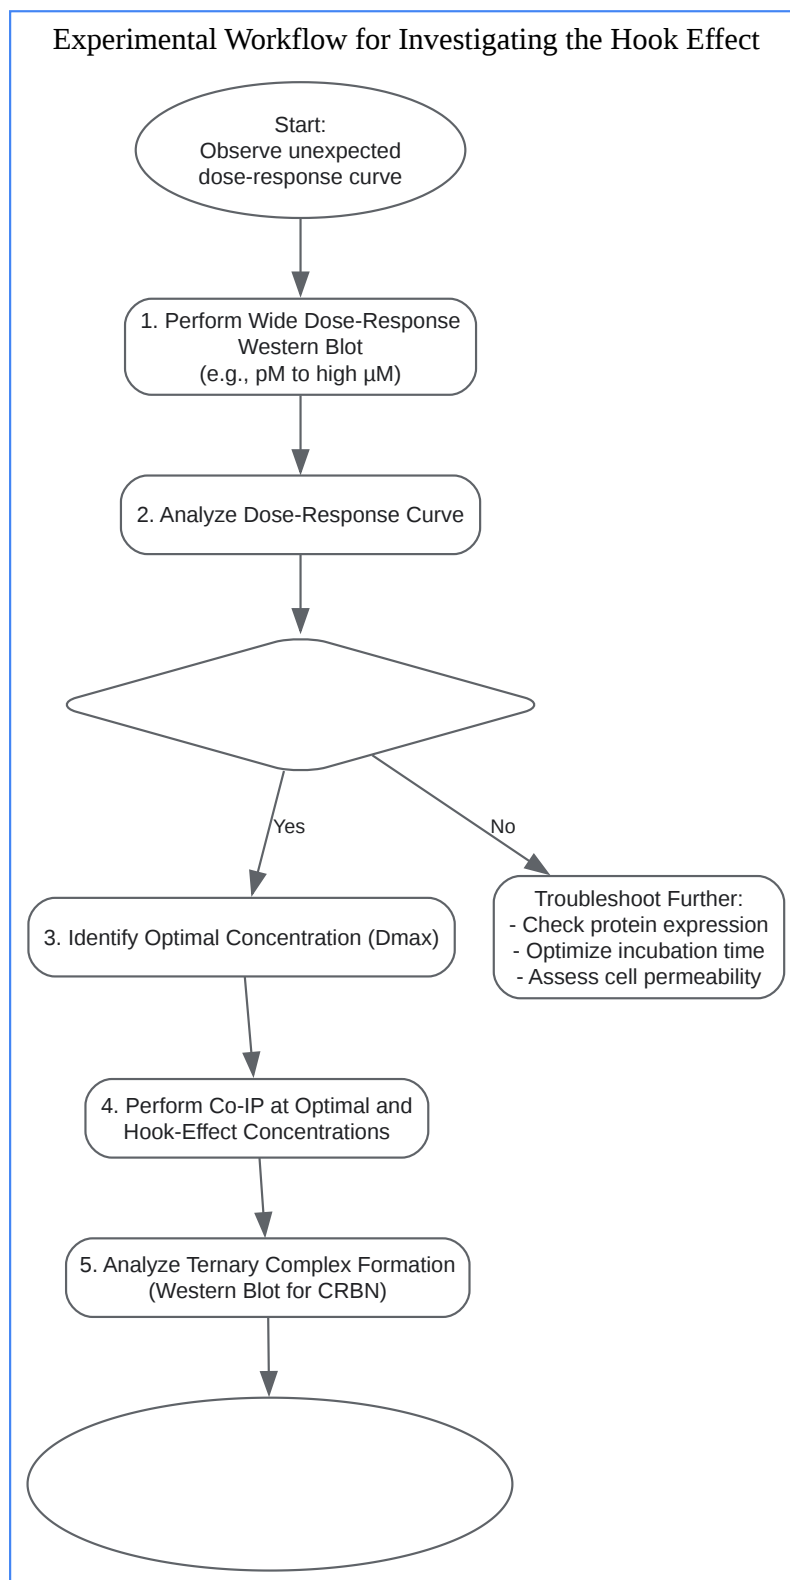 Experimental Workflow for Investigating the Hook Effect
Start:
Observe unexpected
dose-response curve
1. Perform Wide Dose-Response
Western Blot
(e.g., pM to high µM)
2. Analyze Dose-Response Curve
Yes
No
3. Identify Optimal Concentration (Dmax)
Troubleshoot Further:
- Check protein expression
- Optimize incubation time
- Assess cell permeability
4. Perform Co-IP at Optimal and
Hook-Effect Concentrations
5. Analyze Ternary Complex Formation
(Western Blot for CRBN)